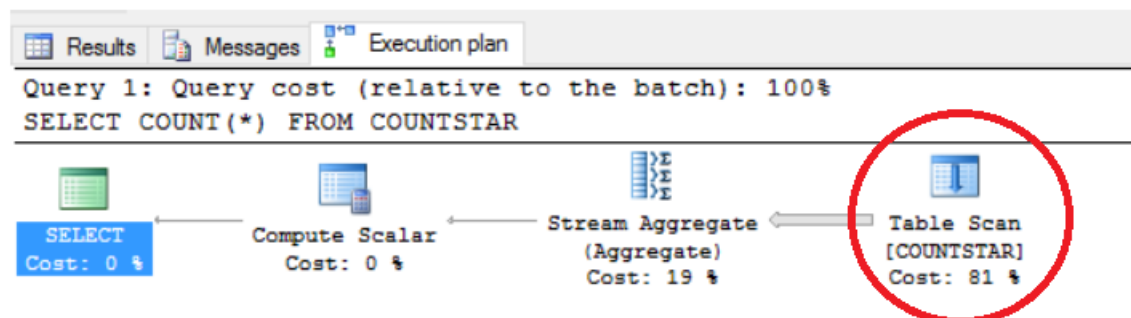 Results Messages Execution plan
Query 1: Query cost (relative to the batch): 100%
SELECT COUNT(*) FROM COUNTSTAR
SELECT
Cost: 0 %
Compute Scalar
Cost: 0 %
Stream Aggregate
(Aggregate)
Cost: 19 %
Table Scan
[COUNTSTAR]
Cost: 81 %